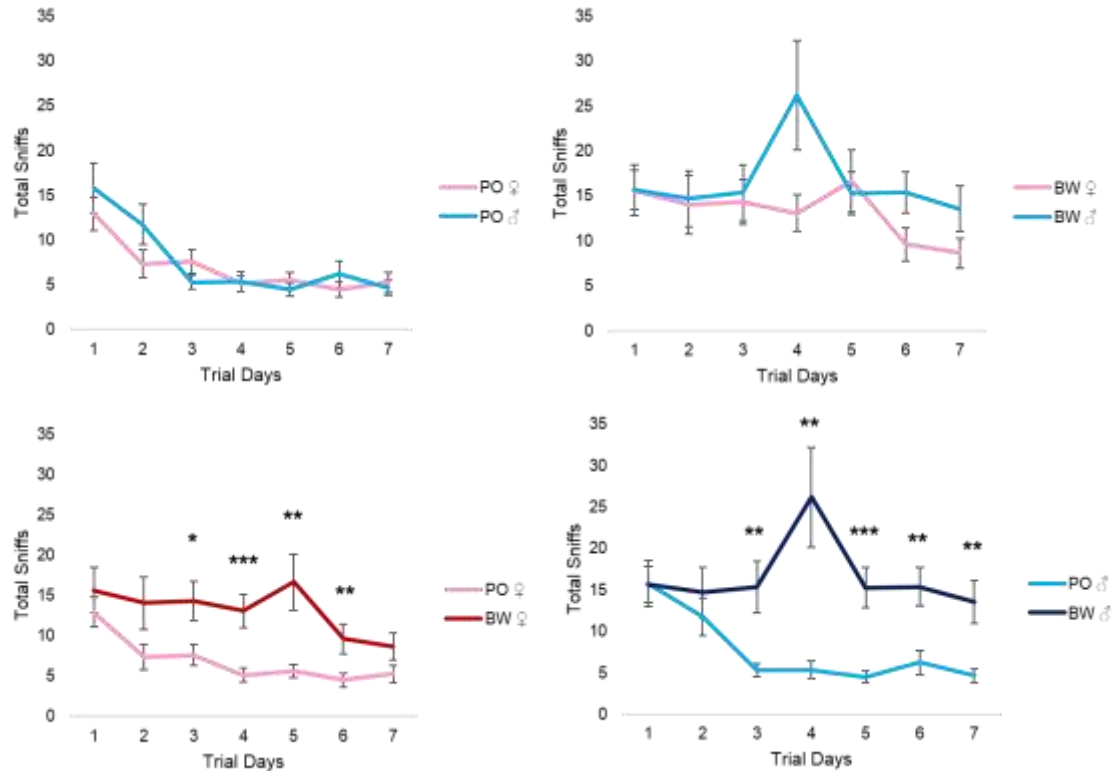 35
30
25
20
15
10
5
0
Total Sniffs
1 2 3 4 5 6 7
Trial Days
PO ♀
PO ♂
35
30
25
20
15
10
5
0
Total Sniffs
1 2 3 4 5 6 7
Trial Days
BW ♀
BW ♂
35
30
25
20
15
10
5
0
Total Sniffs
* *** ** **
1 2 3 4 5 6 7
Trial Days
PO ♀
BW ♀
35
30
25
20
15
10
5
0
Total Sniffs
** ** *** ** **
1 2 3 4 5 6 7
Trial Days
PO ♂
BW ♂